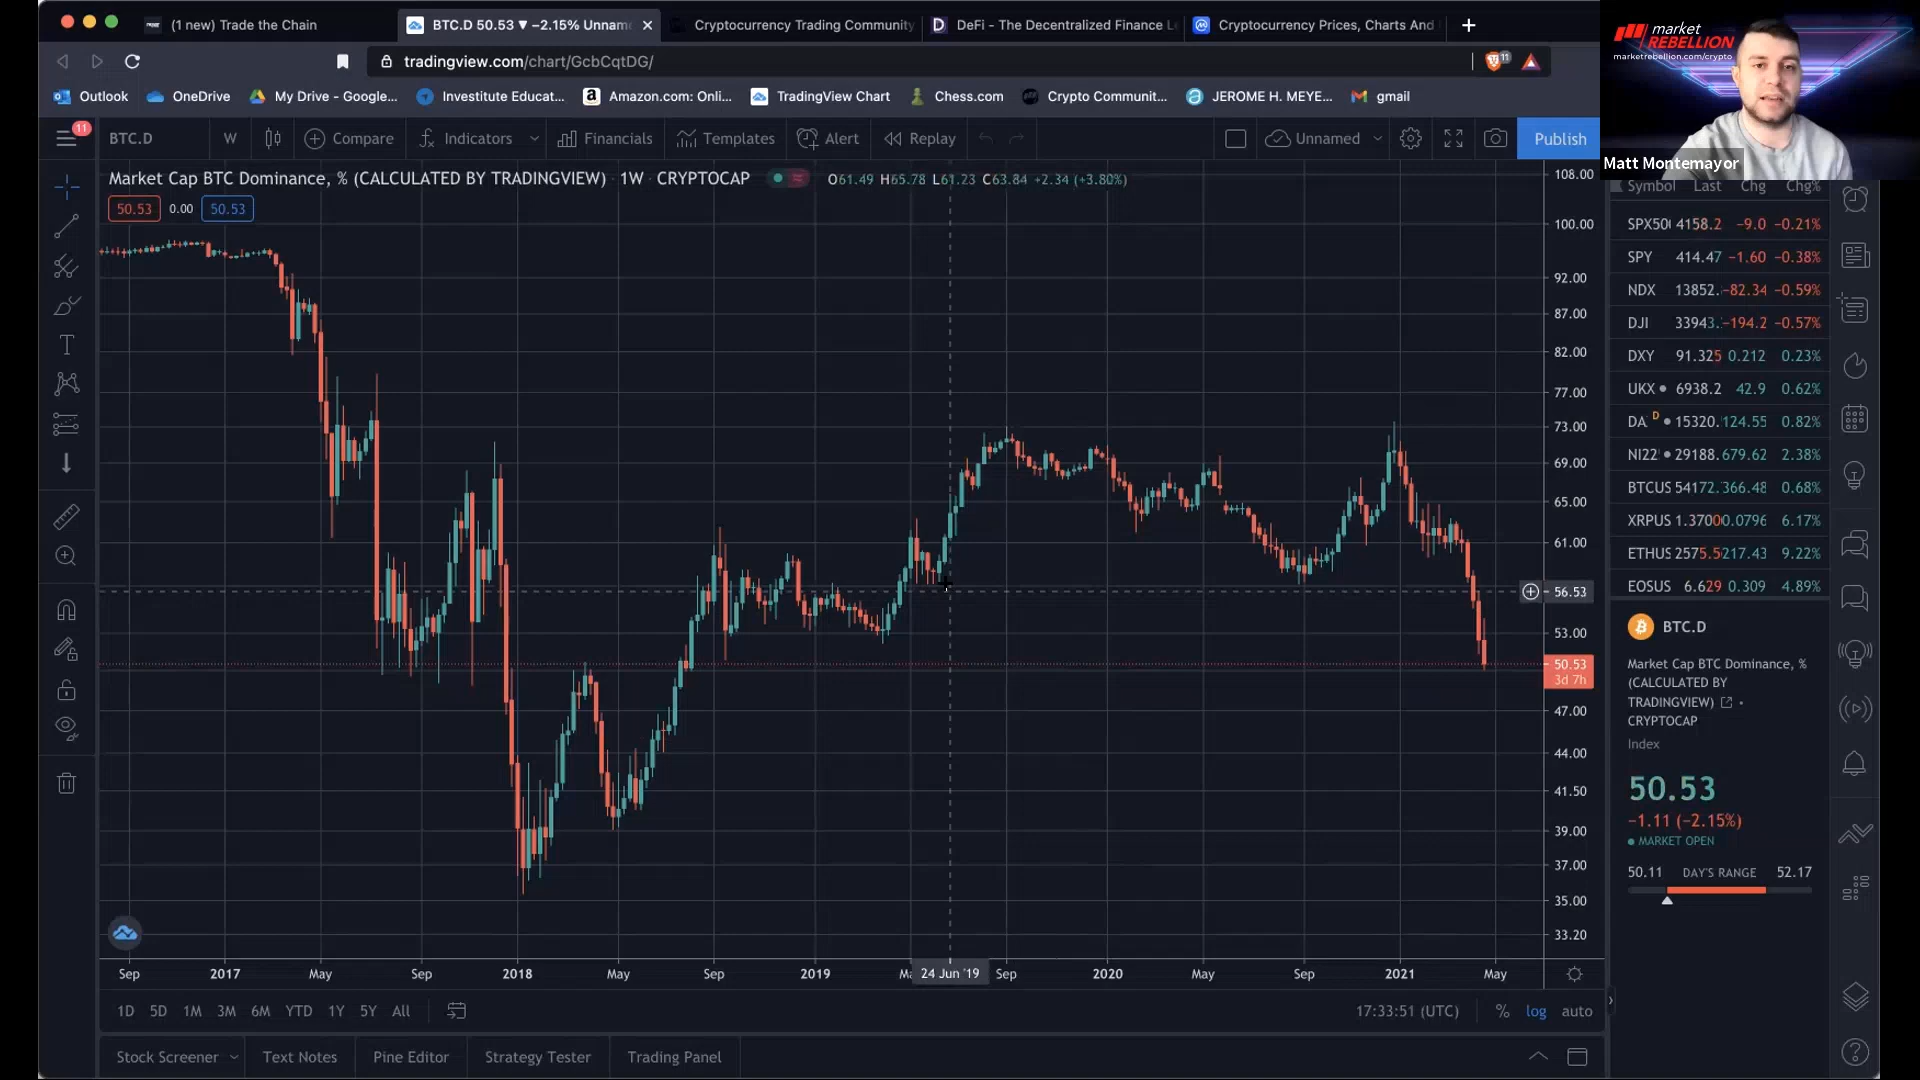 (1 new) Trade the Chain
BTC.D 50.53 ▼ −2.15% Unnam
Cryptocurrency Trading Community
DeFi - The Decentralized Finance Le
Cryptocurrency Prices, Charts And
tradingview.com/chart/GcbCqtDG/
11
Outlook
OneDrive
My Drive - Google...
Investitute Educat...
Amazon.com: Onli...
TradingView Chart
Chess.com
Crypto Communit...
JEROME H. MEYE...
gmail
market
REBELLION
marketrebellion.com/crypto
Matt Montemayor
11
BTC.D
W
Compare
Indicators
Financials
Templates
Alert
Replay
Unnamed
Publish
Market Cap BTC Dominance, % (CALCULATED BY TRADINGVIEW) · 1W · CRYPTOCAP
O61.49 H65.78 L61.23 C63.84 +2.34 (+3.80%)
50.53 0.00 50.53
108.00
100.00
92.00
87.00
82.00
77.00
73.00
69.00
65.00
61.00
56.53
53.00
50.53
3d 7h
47.00
44.00
41.50
39.00
37.00
35.00
33.20
Sep 2017 May Sep 2018 May Sep 2019 Ma 24 Jun '19 Sep 2020 May Sep 2021 May
1D 5D 1M 3M 6M YTD 1Y 5Y All
17:33:51 (UTC)
% log auto
Stock Screener
Text Notes
Pine Editor
Strategy Tester
Trading Panel
Symbol Last Chg Chg%
SPX500 4158.2 −9.0 −0.21%
SPY 414.47 −1.60 −0.38%
NDX 13852. −82.34 −0.59%
DJI 33943. −194.2 −0.57%
DXY 91.325 0.212 0.23%
UKX 6938.2 42.9 0.62%
DA D 15320. 124.55 0.82%
NI22 29188. 679.62 2.38%
BTCUS 54172. 366.48 0.68%
XRPUS 1.3700 0.0796 6.17%
ETHUS 2575.5 217.43 9.22%
EOSUS 6.629 0.309 4.89%
BTC.D
Market Cap BTC Dominance, %
(CALCULATED BY
TRADINGVIEW)
CRYPTOCAP
Index
50.53
−1.11 (−2.15%)
MARKET OPEN
50.11 DAY'S RANGE 52.17